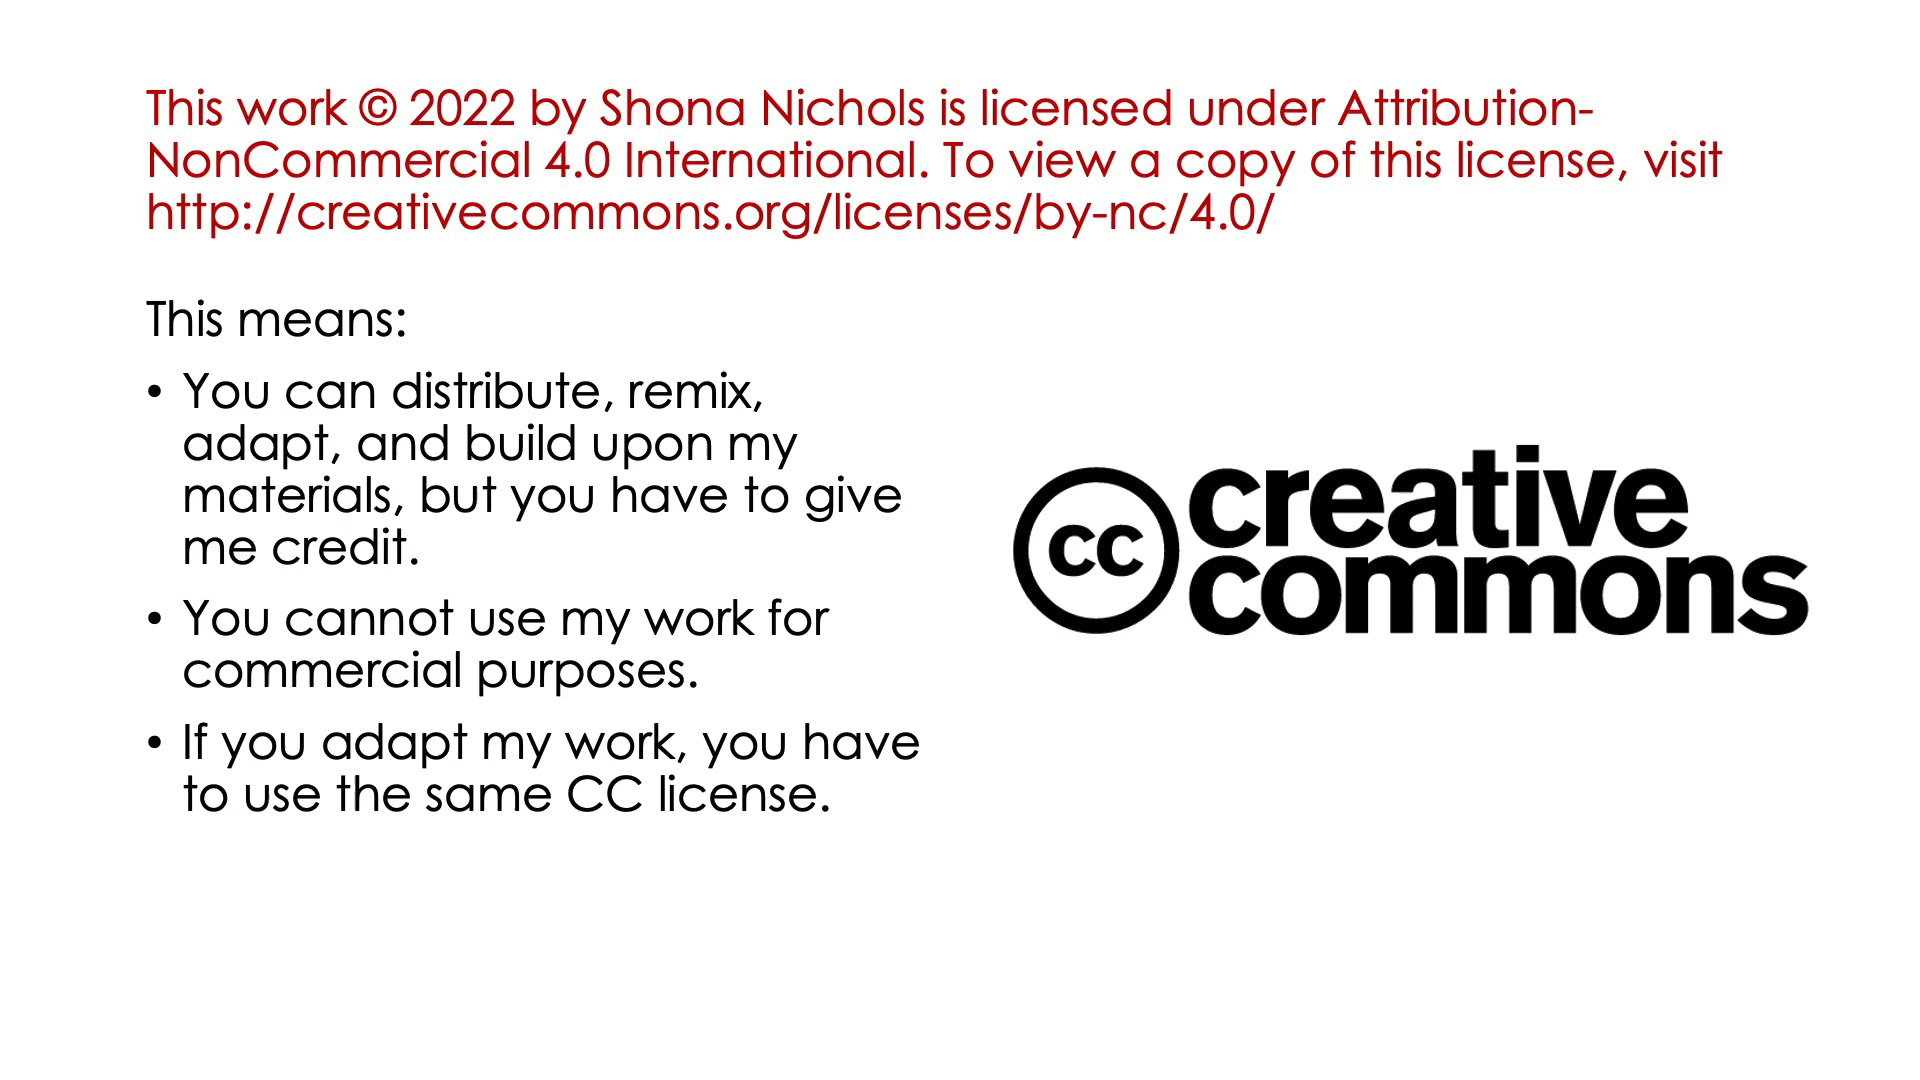 This work © 2022 by Shona Nichols is licensed under Attribution-
NonCommercial 4.0 International. To view a copy of this license, visit
http://creativecommons.org/licenses/by-nc/4.0/
This means:
• You can distribute, remix,
adapt, and build upon my
materials, but you have to give
me credit.
• You cannot use my work for
commercial purposes.
• If you adapt my work, you have
to use the same CC license.
cc creative
commons